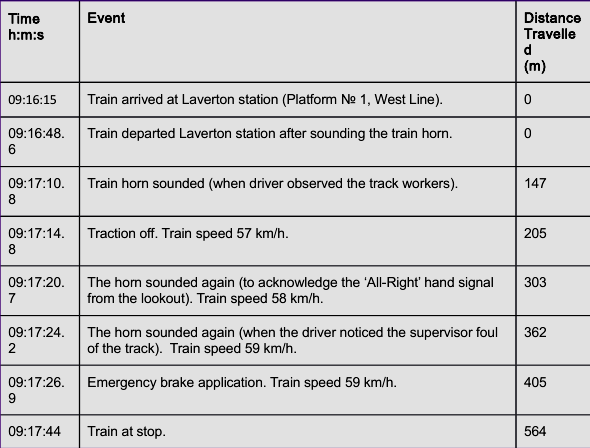 Time
h:m:s
Event
Distance
Travelle
d
(m)
09:16:15
Train arrived at Laverton station (Platform № 1, West Line).
0
09:16:48.
6
Train departed Laverton station after sounding the train horn.
0
09:17:10.
8
Train horn sounded (when driver observed the track workers).
147
09:17:14.
8
Traction off. Train speed 57 km/h.
205
09:17:20.
7
The horn sounded again (to acknowledge the ‘All-Right’ hand signal
from the lookout). Train speed 58 km/h.
303
09:17:24.
2
The horn sounded again (when the driver noticed the supervisor foul
of the track).  Train speed 59 km/h.
362
09:17:26.
9
Emergency brake application. Train speed 59 km/h.
405
09:17:44
Train at stop.
564